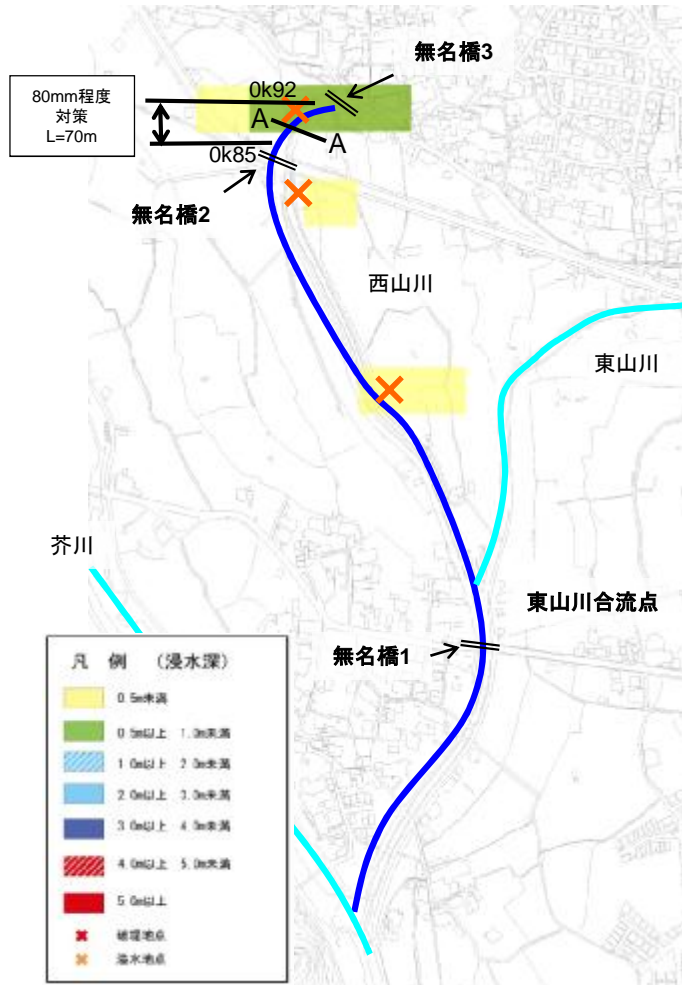 無名橋3
0k92
80mm程度
対策
L=70m
A
A
0k85
無名橋2
西山川
東山川
芥川
東山川合流点
無名橋1
凡 例 (浸水深)
0.5m未満
0.5m以上 1.0m未満
1.0m以上 2.0m未満
2.0m以上 3.0m未満
3.0m以上 4.0m未満
4.0m以上 5.0m未満
5.0m以上
破堤地点
溢水地点